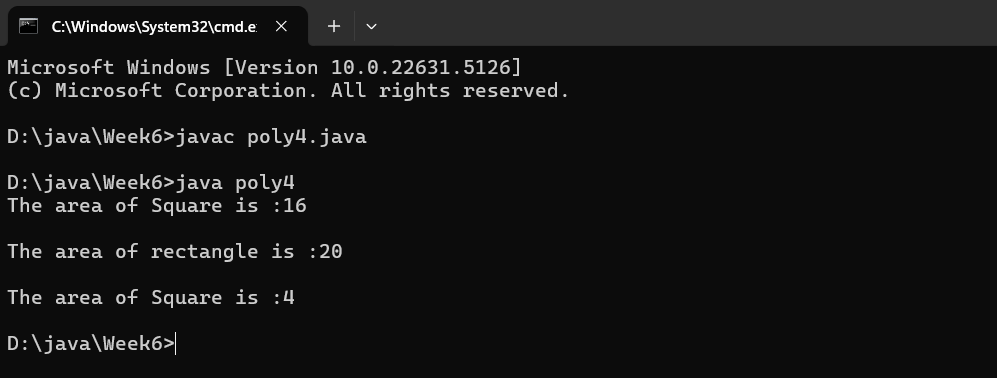 C:\Windows\System32\cmd.e
Microsoft Windows [Version 10.0.22631.5126]
(c) Microsoft Corporation. All rights reserved.
D:\java\Week6>javac poly4.java
D:\java\Week6>java poly4
The area of Square is :16
The area of rectangle is :20
The area of Square is :4
D:\java\Week6>